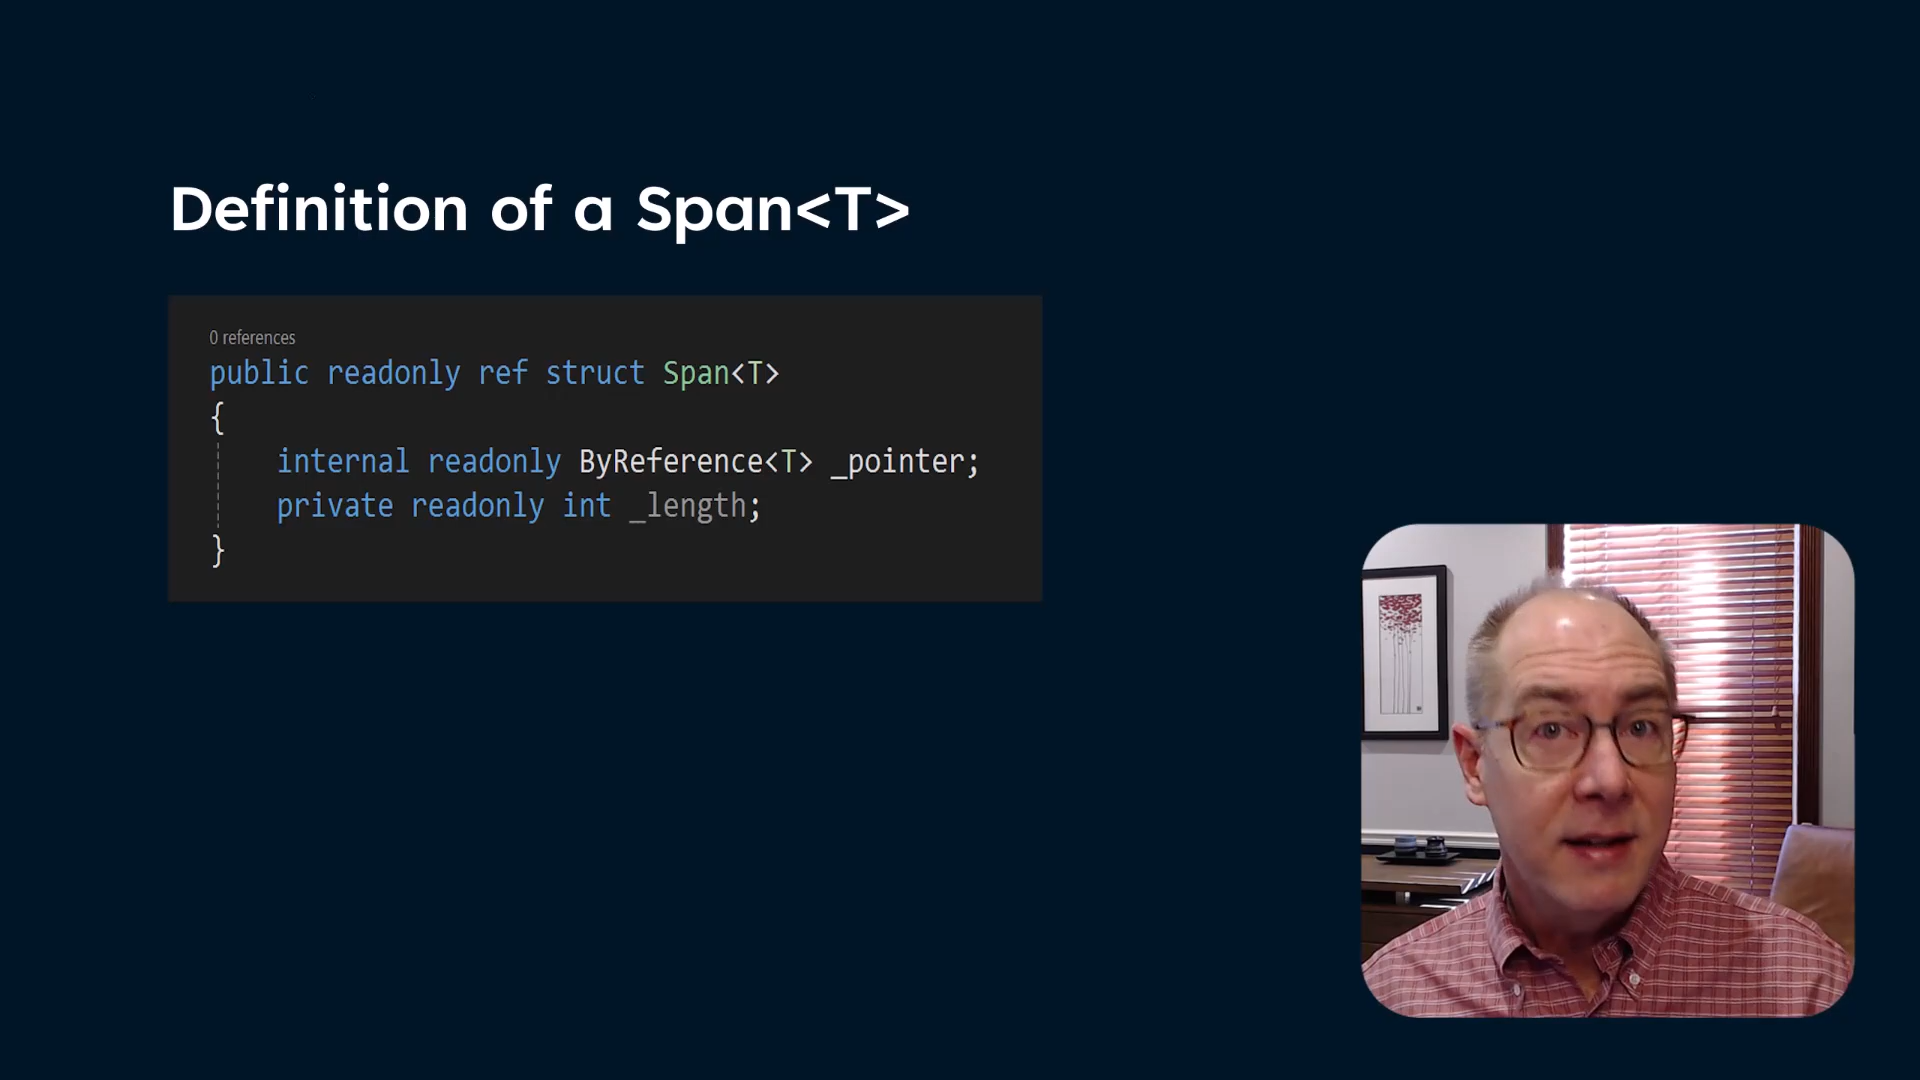 Definition of a Span<T>
0 references
public readonly ref struct Span<T>
{
internal readonly ByReference<T> _pointer;
private readonly int _length;
}